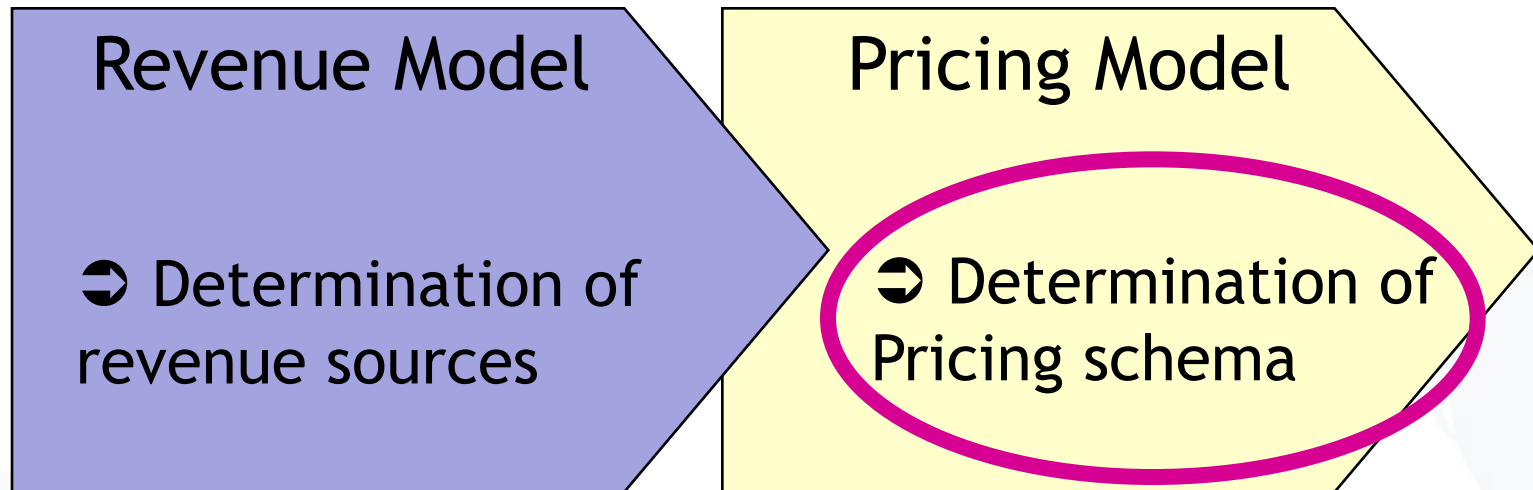 Revenue Model
➲ Determination of
revenue sources
Pricing Model
➲ Determination of
Pricing schema